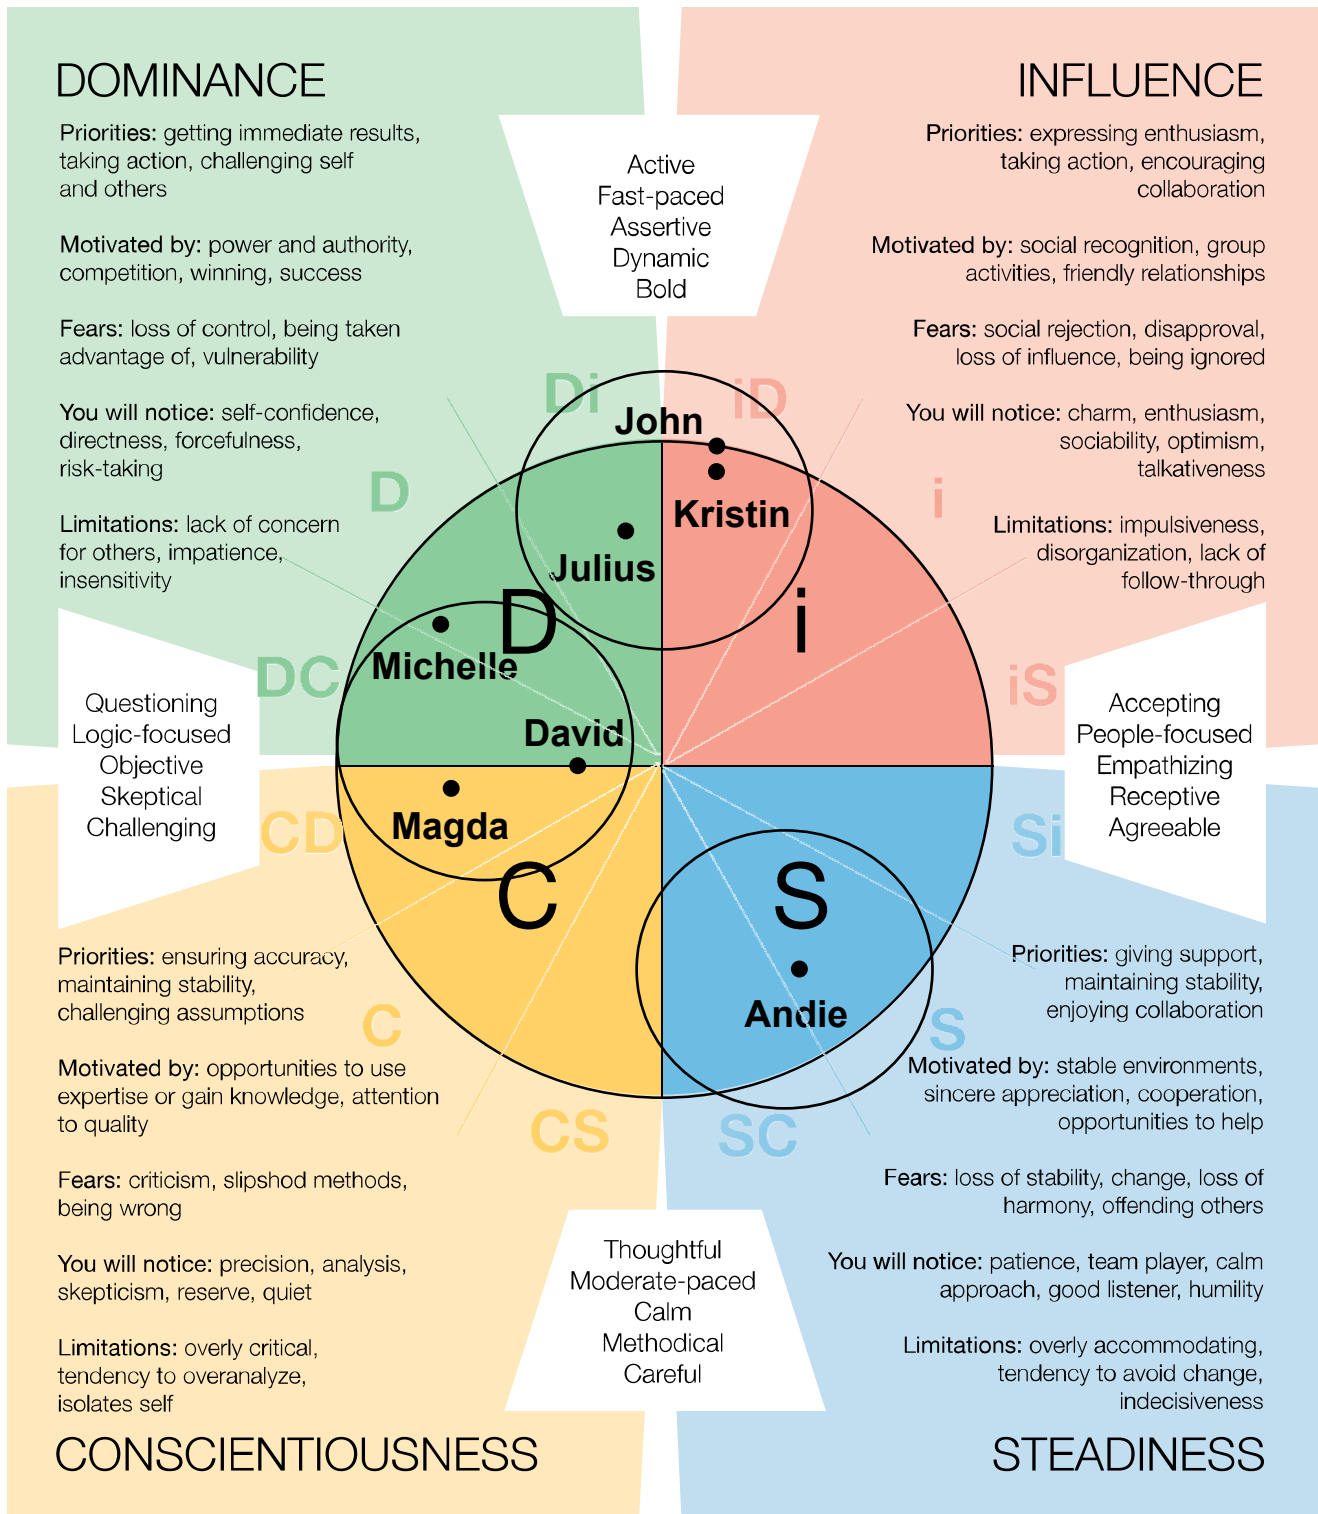 DOMINANCE
Priorities: getting immediate results,
taking action, challenging self
and others
Motivated by: power and authority,
competition, winning, success
Fears: loss of control, being taken
advantage of, vulnerability
You will notice: self-confidence,
directness, forcefulness,
risk-taking
Limitations: lack of concern
for others, impatience,
insensitivity
Active
Fast-paced
Assertive
Dynamic
Bold
INFLUENCE
Priorities: expressing enthusiasm,
taking action, encouraging
collaboration
Motivated by: social recognition, group
activities, friendly relationships
Fears: social rejection, disapproval,
loss of influence, being ignored
You will notice: charm, enthusiasm,
sociability, optimism,
talkativeness
Limitations: impulsiveness,
disorganization, lack of
follow-through
Di
iD
John
D
i
Kristin
Julius
D
i
Michelle
DC
iS
David
Questioning
Logic-focused
Objective
Skeptical
Challenging
Accepting
People-focused
Empathizing
Receptive
Agreeable
Magda
CD
Si
C
S
Andie
C
S
CS
SC
Priorities: ensuring accuracy,
maintaining stability,
challenging assumptions
Motivated by: opportunities to use
expertise or gain knowledge, attention
to quality
Fears: criticism, slipshod methods,
being wrong
You will notice: precision, analysis,
skepticism, reserve, quiet
Limitations: overly critical,
tendency to overanalyze,
isolates self
CONSCIENTIOUSNESS
Thoughtful
Moderate-paced
Calm
Methodical
Careful
Priorities: giving support,
maintaining stability,
enjoying collaboration
Motivated by: stable environments,
sincere appreciation, cooperation,
opportunities to help
Fears: loss of stability, change, loss of
harmony, offending others
You will notice: patience, team player, calm
approach, good listener, humility
Limitations: overly accommodating,
tendency to avoid change,
indecisiveness
STEADINESS